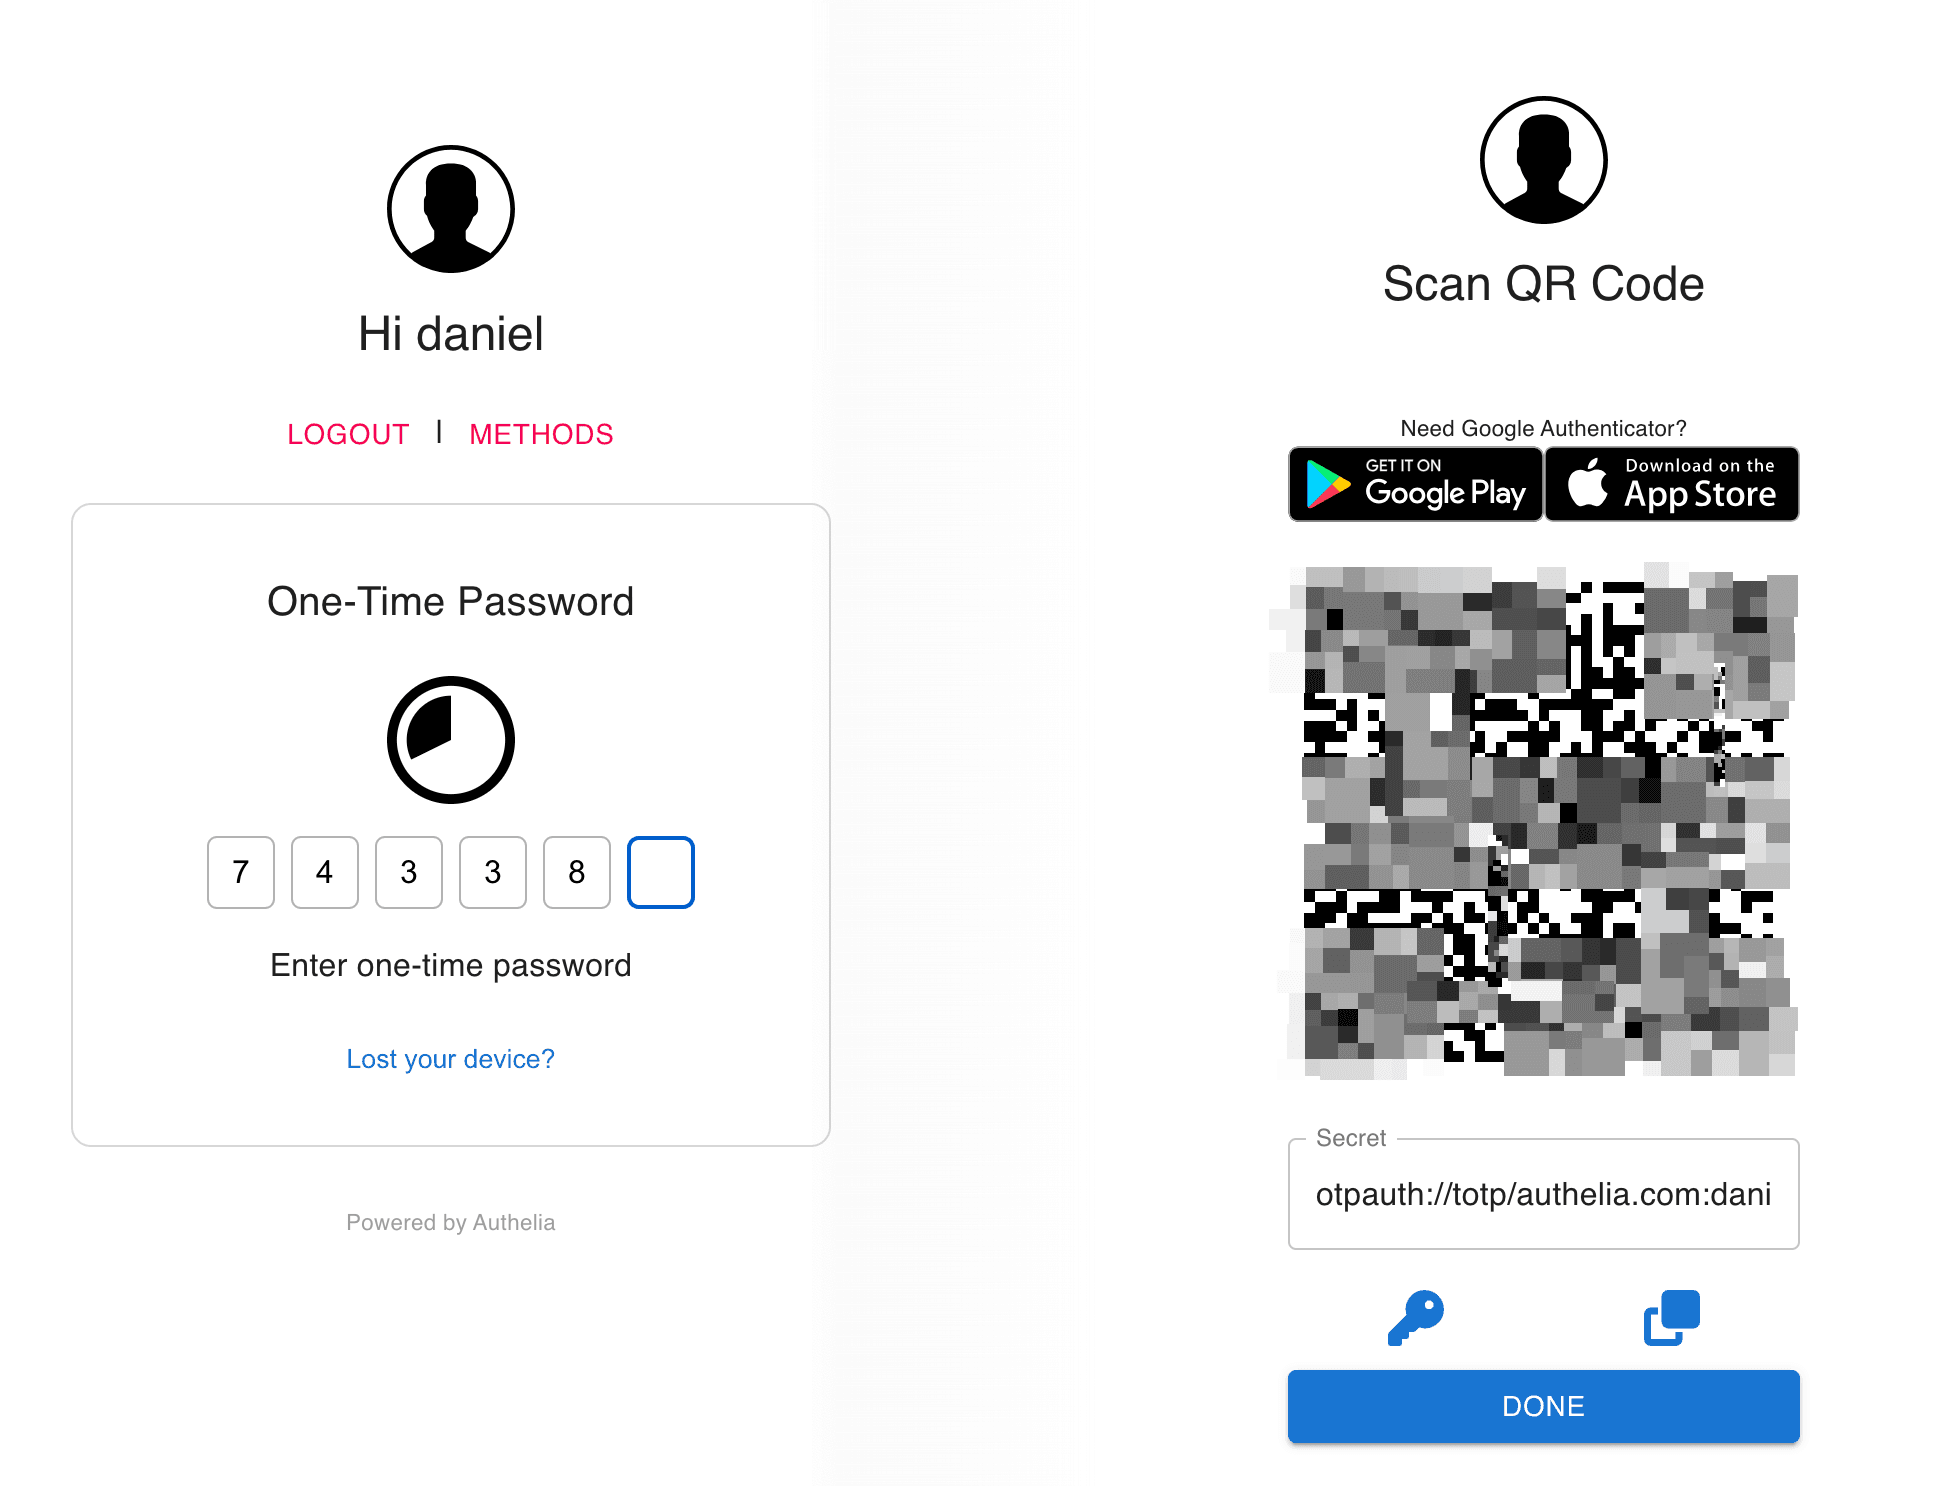 Hi daniel
LOGOUT | METHODS
One-Time Password
7 4 3 3 8
Enter one-time password
Lost your device?
Powered by Authelia
Scan QR Code
Need Google Authenticator?
GET IT ON
Google Play
Download on the
App Store
Secret
otpauth://totp/authelia.com:dani
DONE